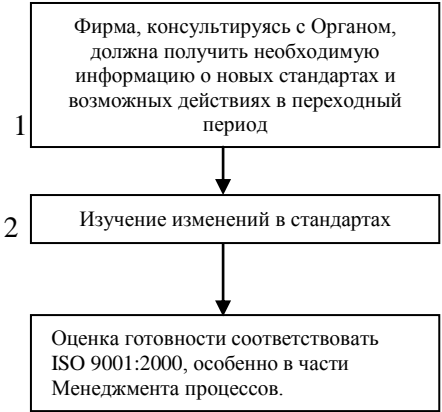 Фирма, консультируясь с Органом,
должна получить необходимую
информацию о новых стандартах и
возможных действиях в переходный
период
1
Изучение изменений в стандартах
2
Оценка готовности соответствовать
ISO 9001:2000, особенно в части
Менеджмента процессов.